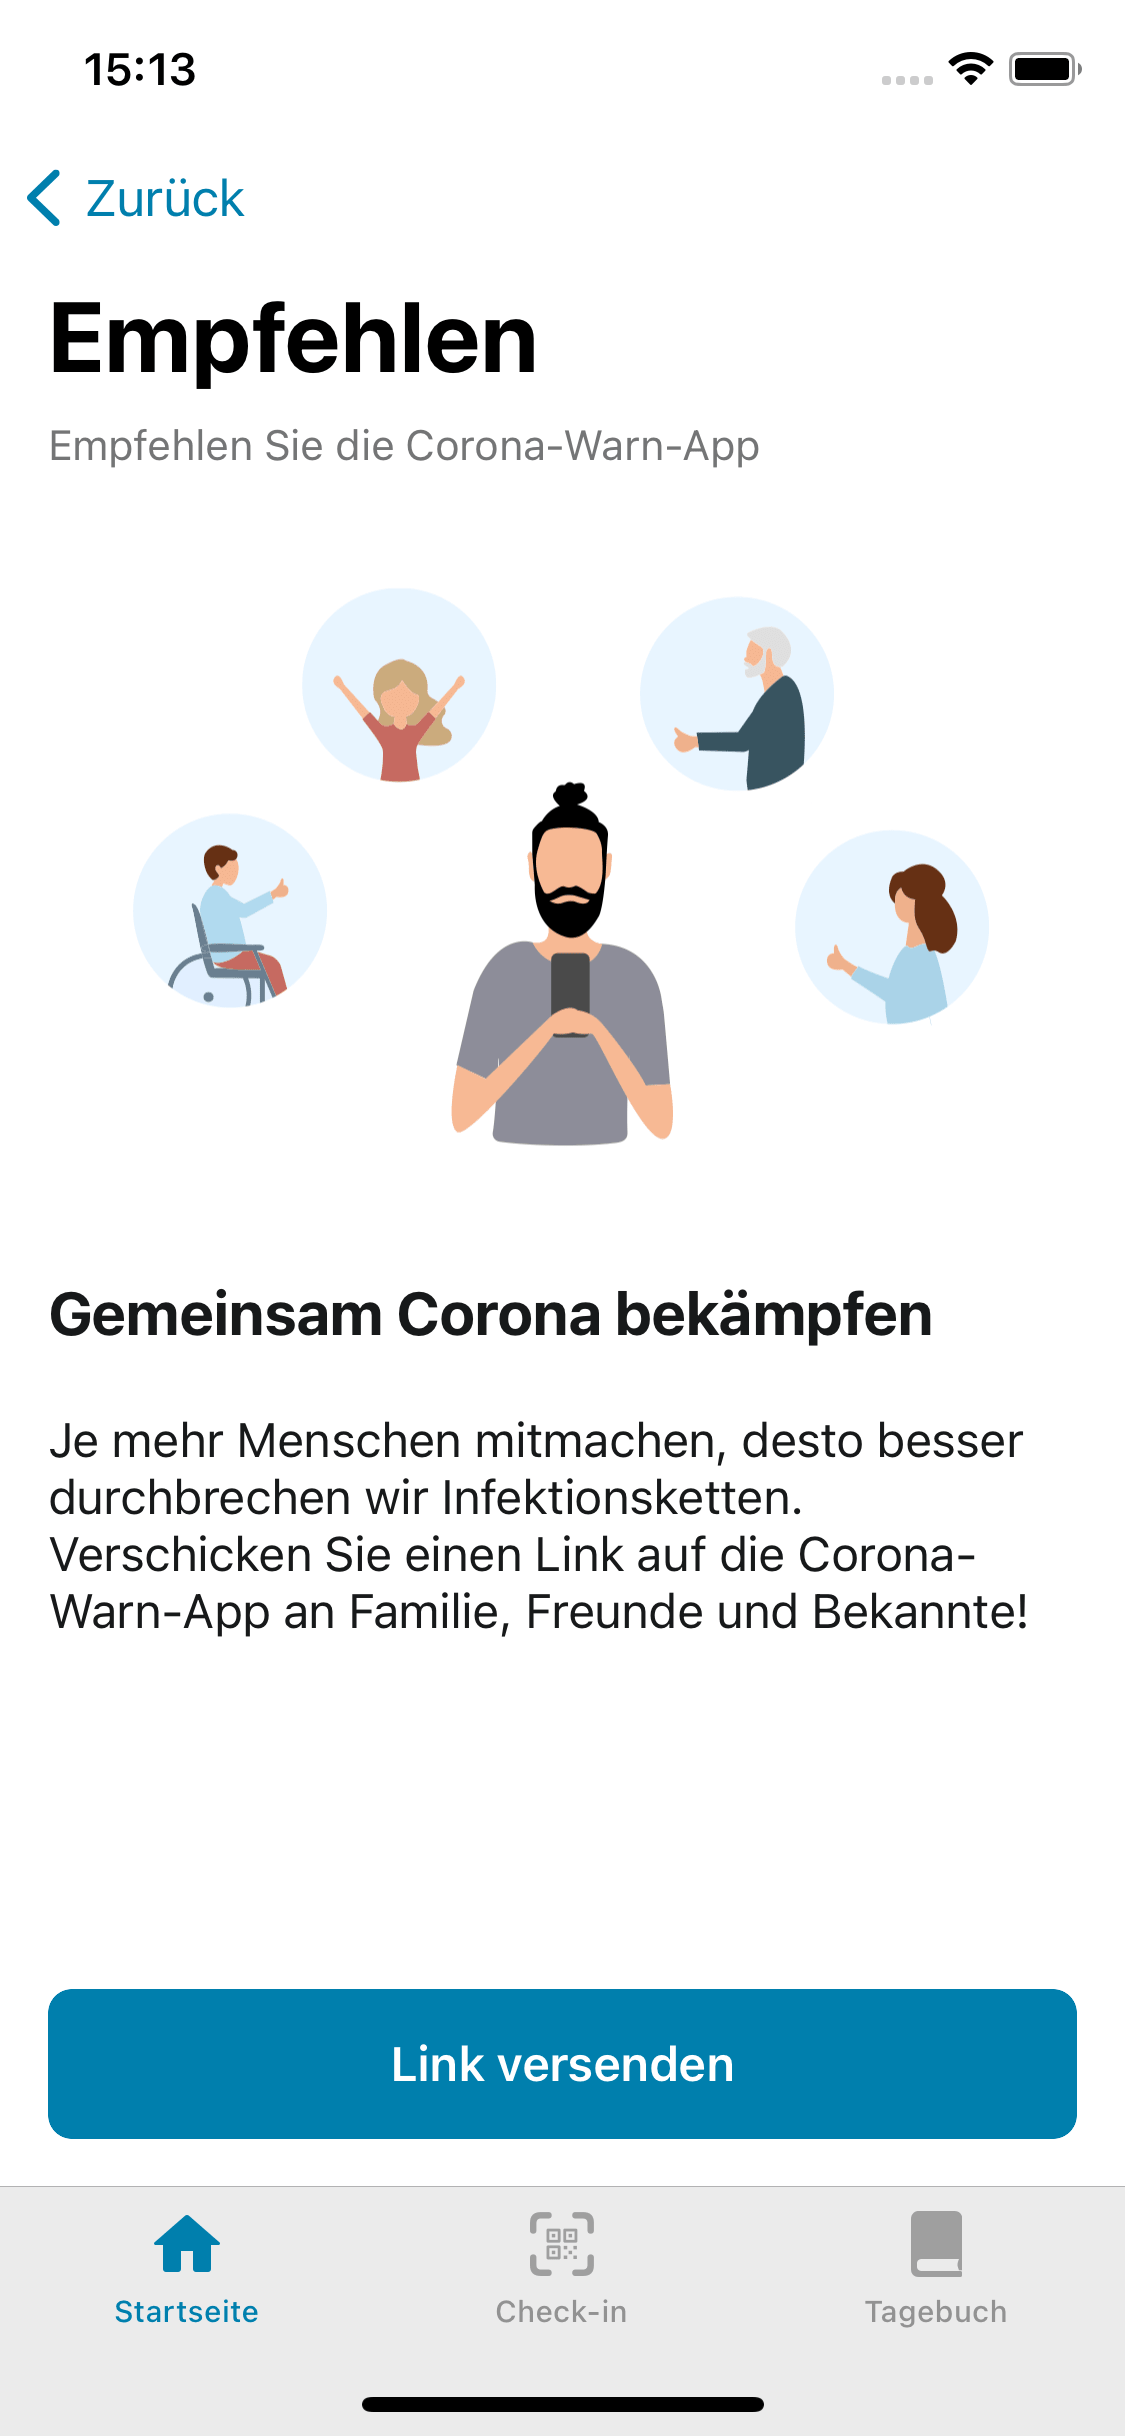 15:13
Zurück
Empfehlen
Empfehlen Sie die Corona-Warn-App
Gemeinsam Corona bekämpfen
Je mehr Menschen mitmachen, desto besser
durchbrechen wir Infektionsketten.
Verschicken Sie einen Link auf die Corona-
Warn-App an Familie, Freunde und Bekannte!
Link versenden
Startseite
Check-in
Tagebuch